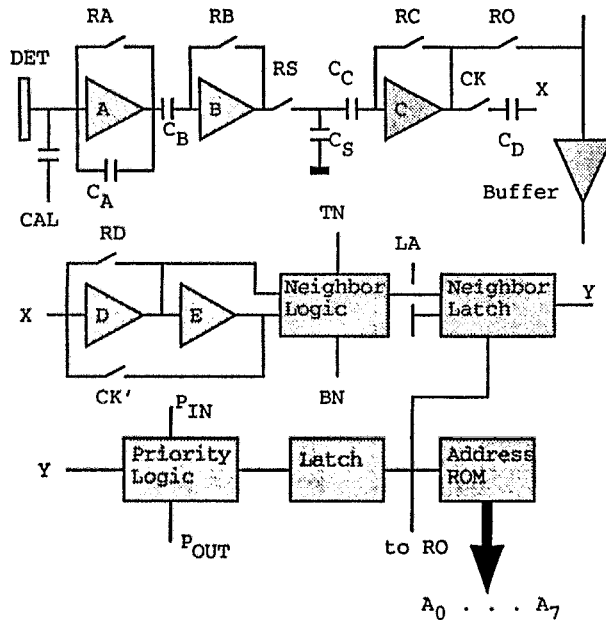 RA RB RC RO
DET RS C_C CK X
A B C
C_B C_S C_D
C_A
CAL Buffer
TN
RD LA
Neighbor Logic Neighbor Latch
X D E Y
CK' BN
P_IN
Priority Logic Latch Address ROM
Y
P_OUT to RO
A_0 . . . A_7